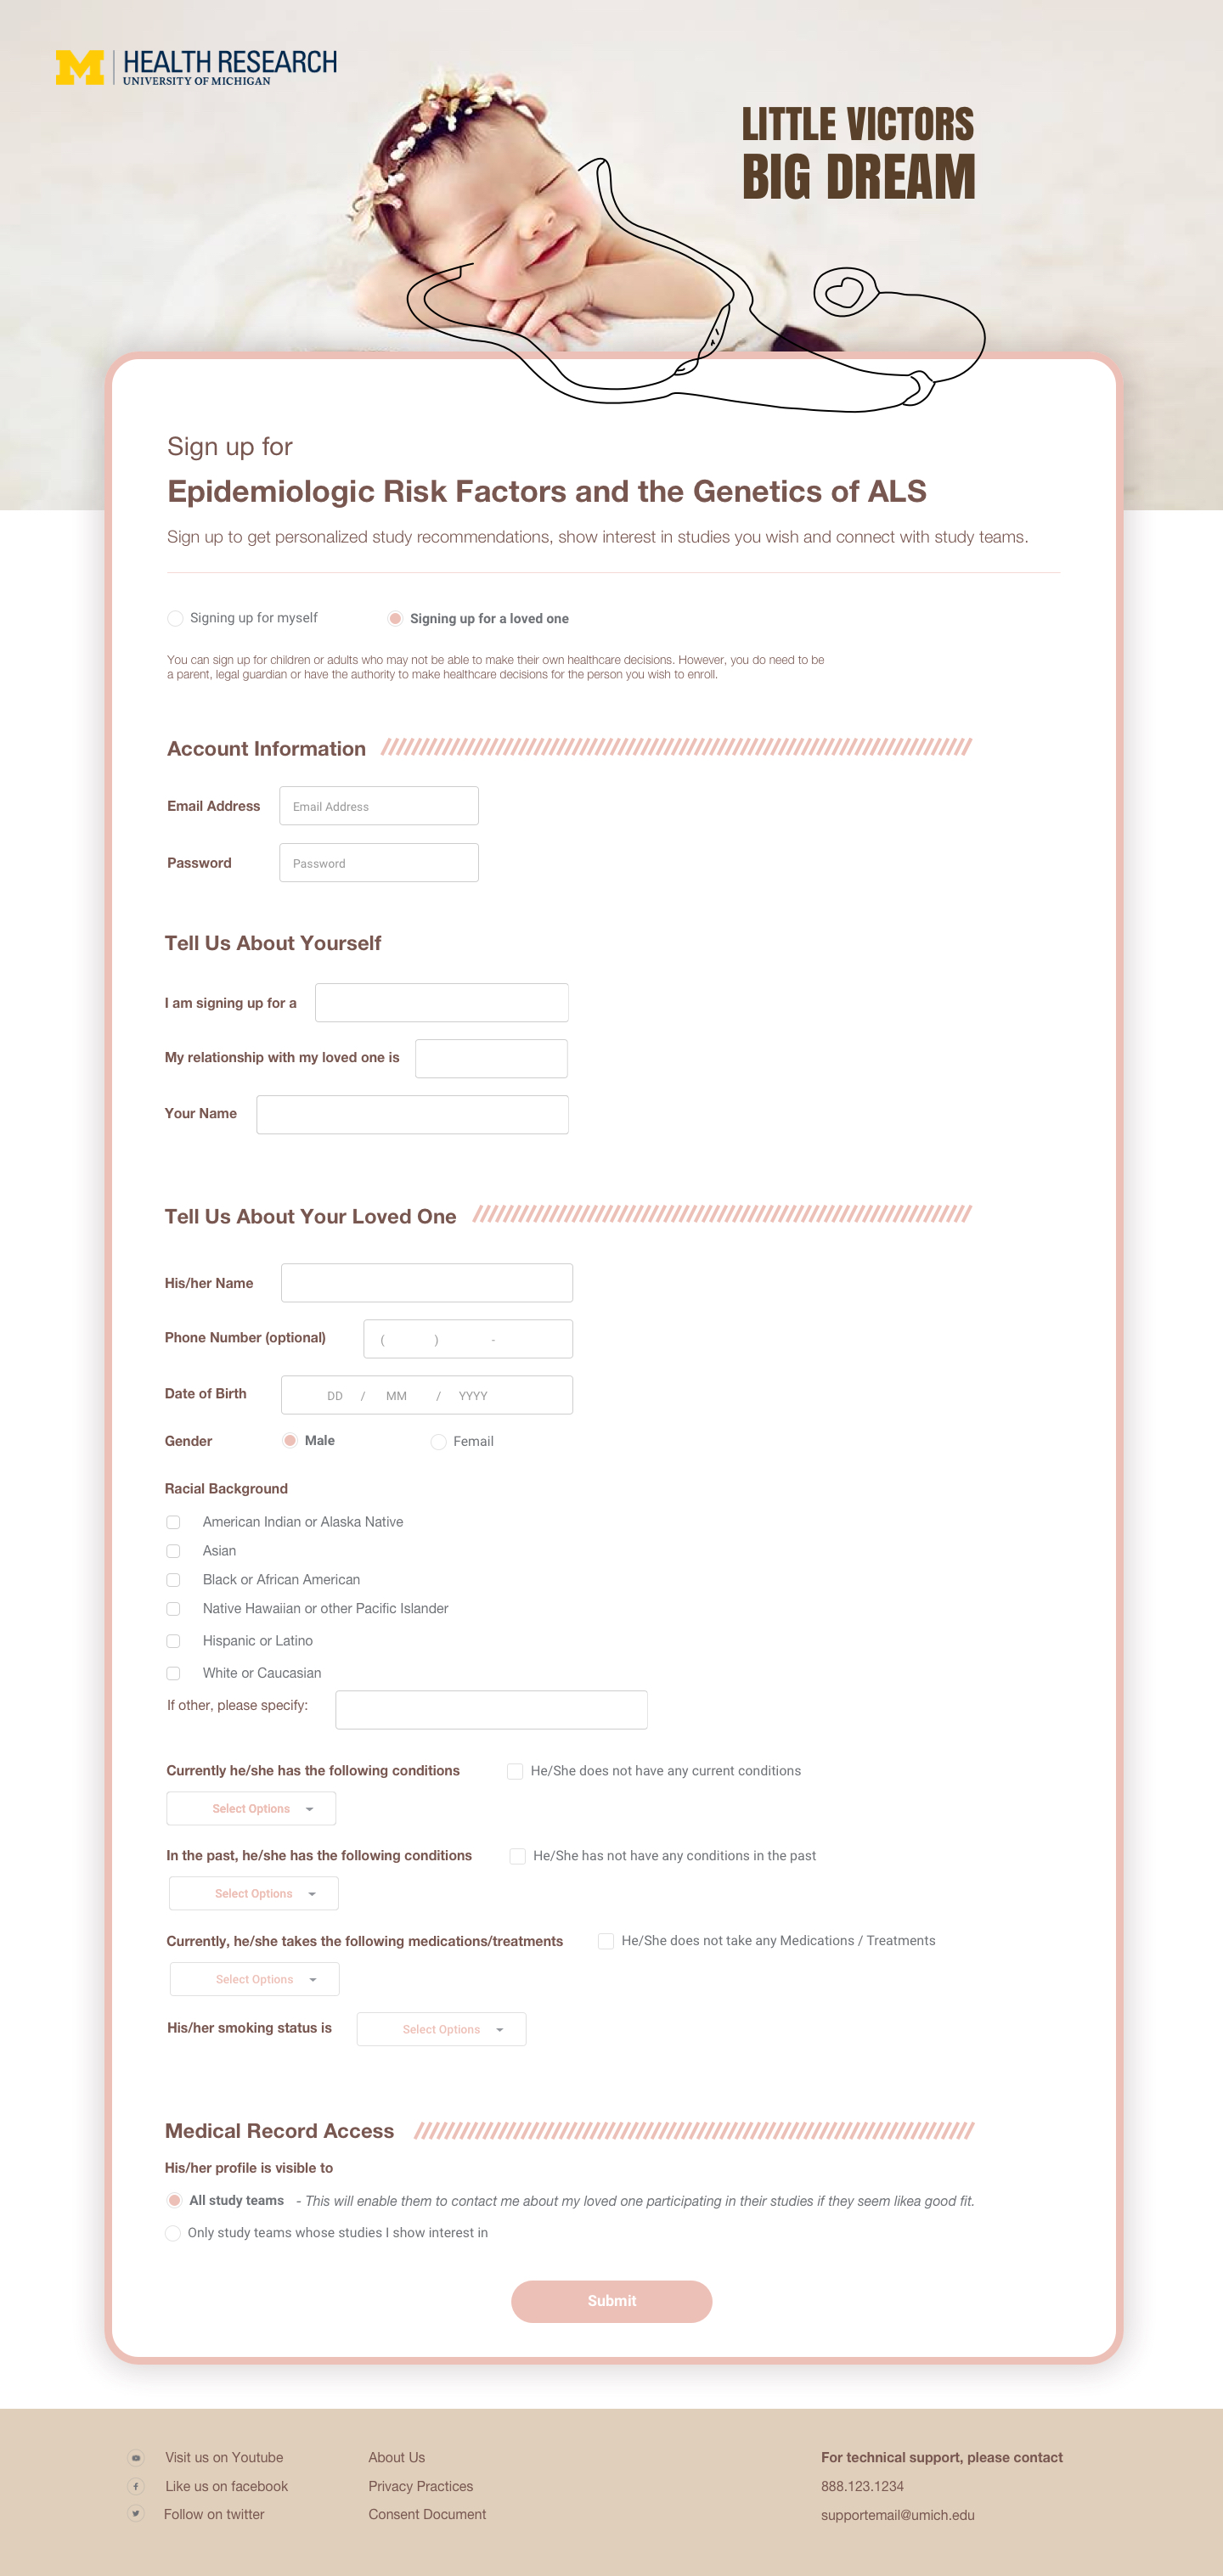 M HEALTH RESEARCH
UNIVERSITY OF MICHIGAN
LITTLE VICTORS
BIG DREAM
Sign up for
Epidemiologic Risk Factors and the Genetics of ALS
Sign up to get personalized study recommendations, show interest in studies you wish and connect with study teams.
Signing up for myself
Signing up for a loved one
You can sign up for children or adults who may not be able to make their own healthcare decisions. However, you do need to be
a parent, legal guardian or have the authority to make healthcare decisions for the person you wish to enroll.
Account Information
Email Address Email Address
Password Password
Tell Us About Yourself
I am signing up for a
My relationship with my loved one is
Your Name
Tell Us About Your Loved One
His/her Name
Phone Number (optional) ( ) -
Date of Birth DD / MM / YYYY
Gender Male Femail
Racial Background
American Indian or Alaska Native
Asian
Black or African American
Native Hawaiian or other Pacific Islander
Hispanic or Latino
White or Caucasian
If other, please specify:
Currently he/she has the following conditions He/She does not have any current conditions
Select Options
In the past, he/she has the following conditions He/She has not have any conditions in the past
Select Options
Currently, he/she takes the following medications/treatments He/She does not take any Medications / Treatments
Select Options
His/her smoking status is Select Options
Medical Record Access
His/her profile is visible to
All study teams - This will enable them to contact me about my loved one participating in their studies if they seem likea good fit.
Only study teams whose studies I show interest in
Submit
Visit us on Youtube
Like us on facebook
Follow on twitter
About Us
Privacy Practices
Consent Document
For technical support, please contact
888.123.1234
supportemail@umich.edu